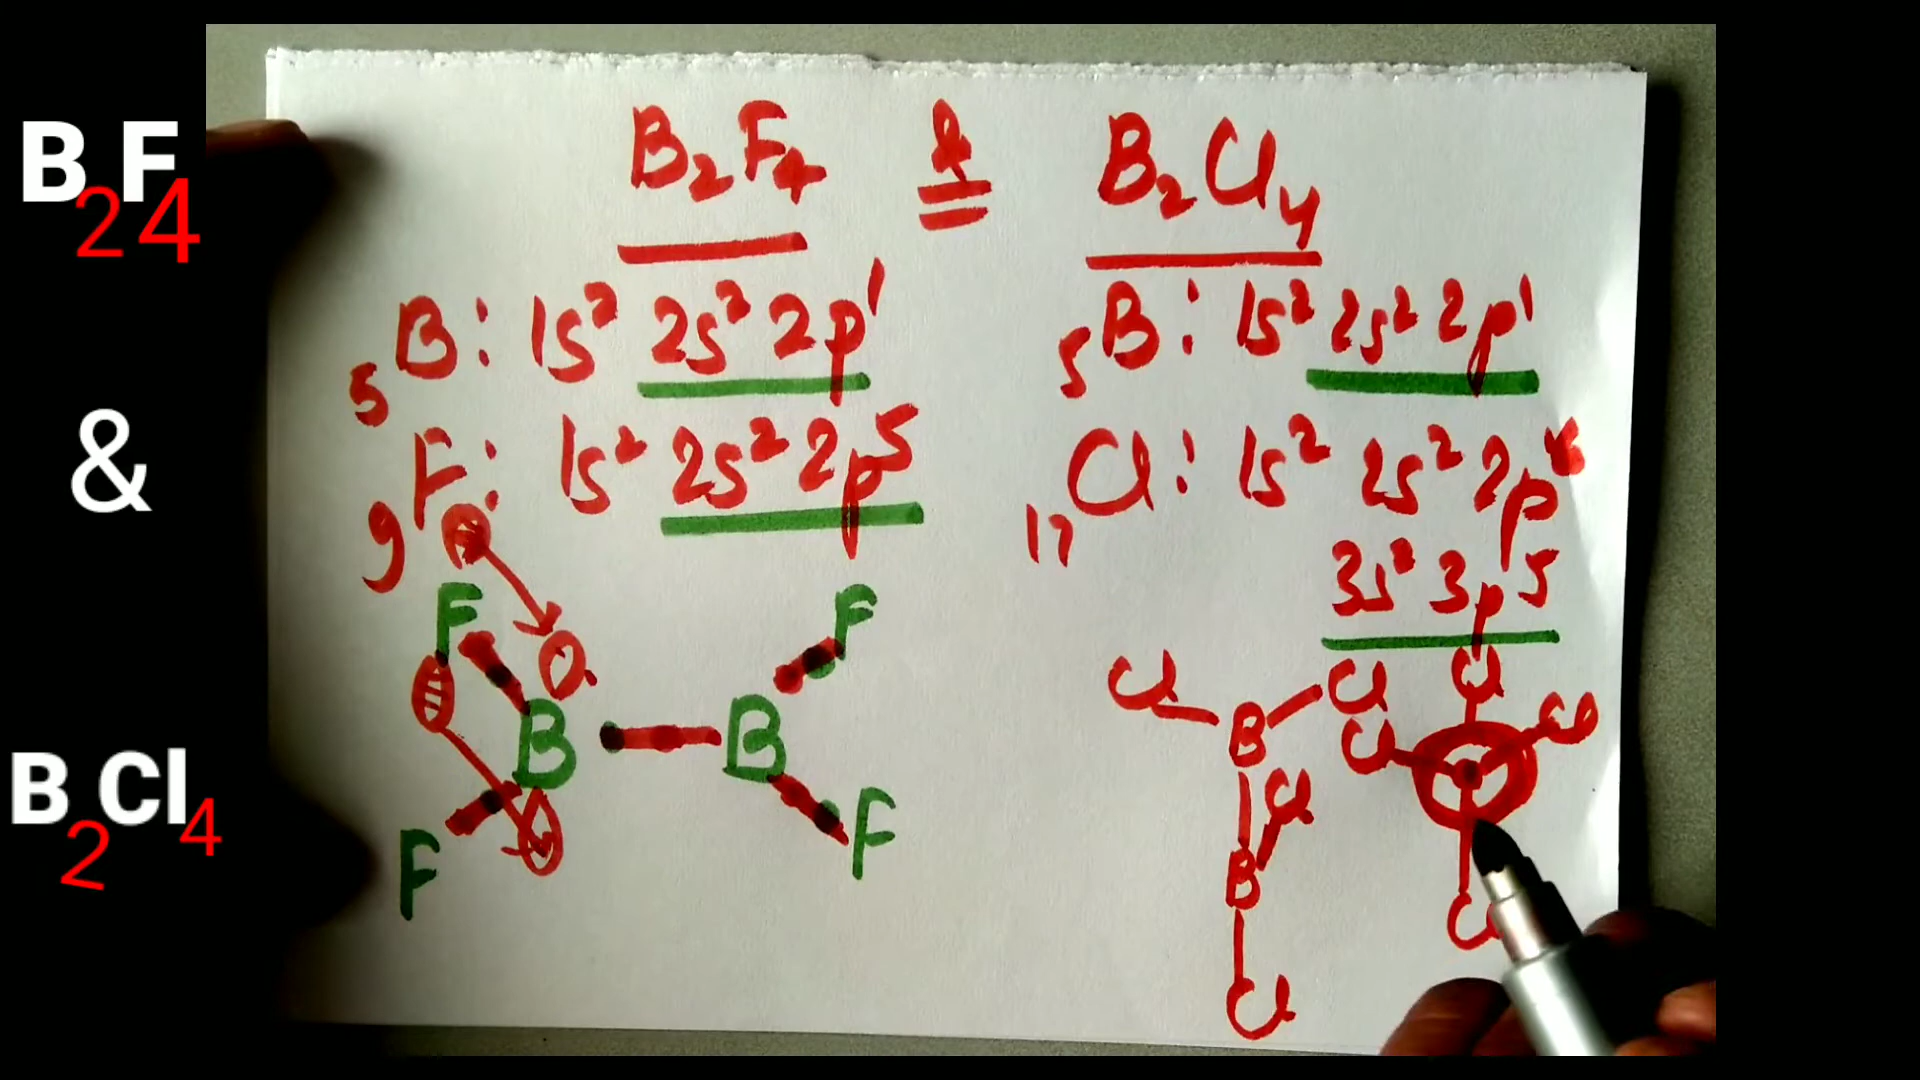 B2F4
&
B2Cl4
B2F4 & B2Cl4
5B: 1s² 2s² 2p¹
9F: 1s² 2s² 2p⁵
F F
B B
F F
5B: 1s² 2s² 2p¹
17Cl: 1s² 2s² 2p⁶
3s² 3p⁵
Cl Cl
B
Cl
B
Cl
Cl
Cl Cl
Cl